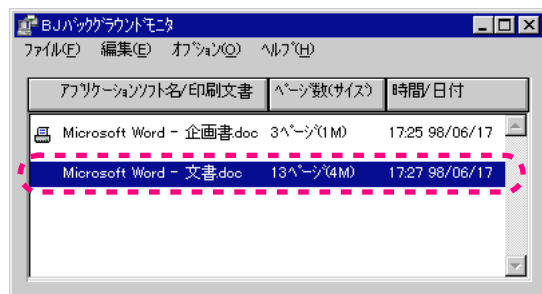 BJﾊﾞｯｸｸﾞﾗｳﾝﾄﾞﾓﾆﾀ
ﾌｧｲﾙ(F) 編集(E) ｵﾌﾟｼｮﾝ(O) ﾍﾙﾌﾟ(H)
ｱﾌﾟﾘｹｰｼｮﾝｿﾌﾄ名/印刷文書 ﾍﾟｰｼﾞ数(ｻｲｽﾞ) 時間/日付
Microsoft Word - 企画書.doc 3ﾍﾟｰｼﾞ(1M) 17:25 98/06/17
Microsoft Word - 文書.doc 13ﾍﾟｰｼﾞ(4M) 17:27 98/06/17